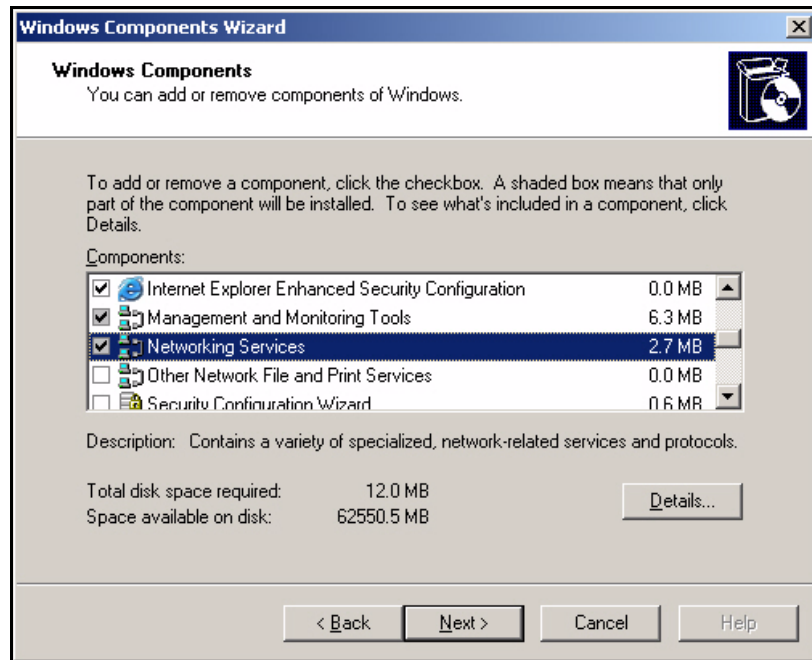 Windows Components Wizard
Windows Components
You can add or remove components of Windows.
To add or remove a component, click the checkbox. A shaded box means that only
part of the component will be installed. To see what's included in a component, click
Details.
Components:
Internet Explorer Enhanced Security Configuration 0.0 MB
Management and Monitoring Tools 6.3 MB
Networking Services 2.7 MB
Other Network File and Print Services 0.0 MB
Security Configuration Wizard 0.6 MB
Description: Contains a variety of specialized, network-related services and protocols.
Total disk space required: 12.0 MB
Space available on disk: 62550.5 MB
Details...
< Back Next > Cancel Help